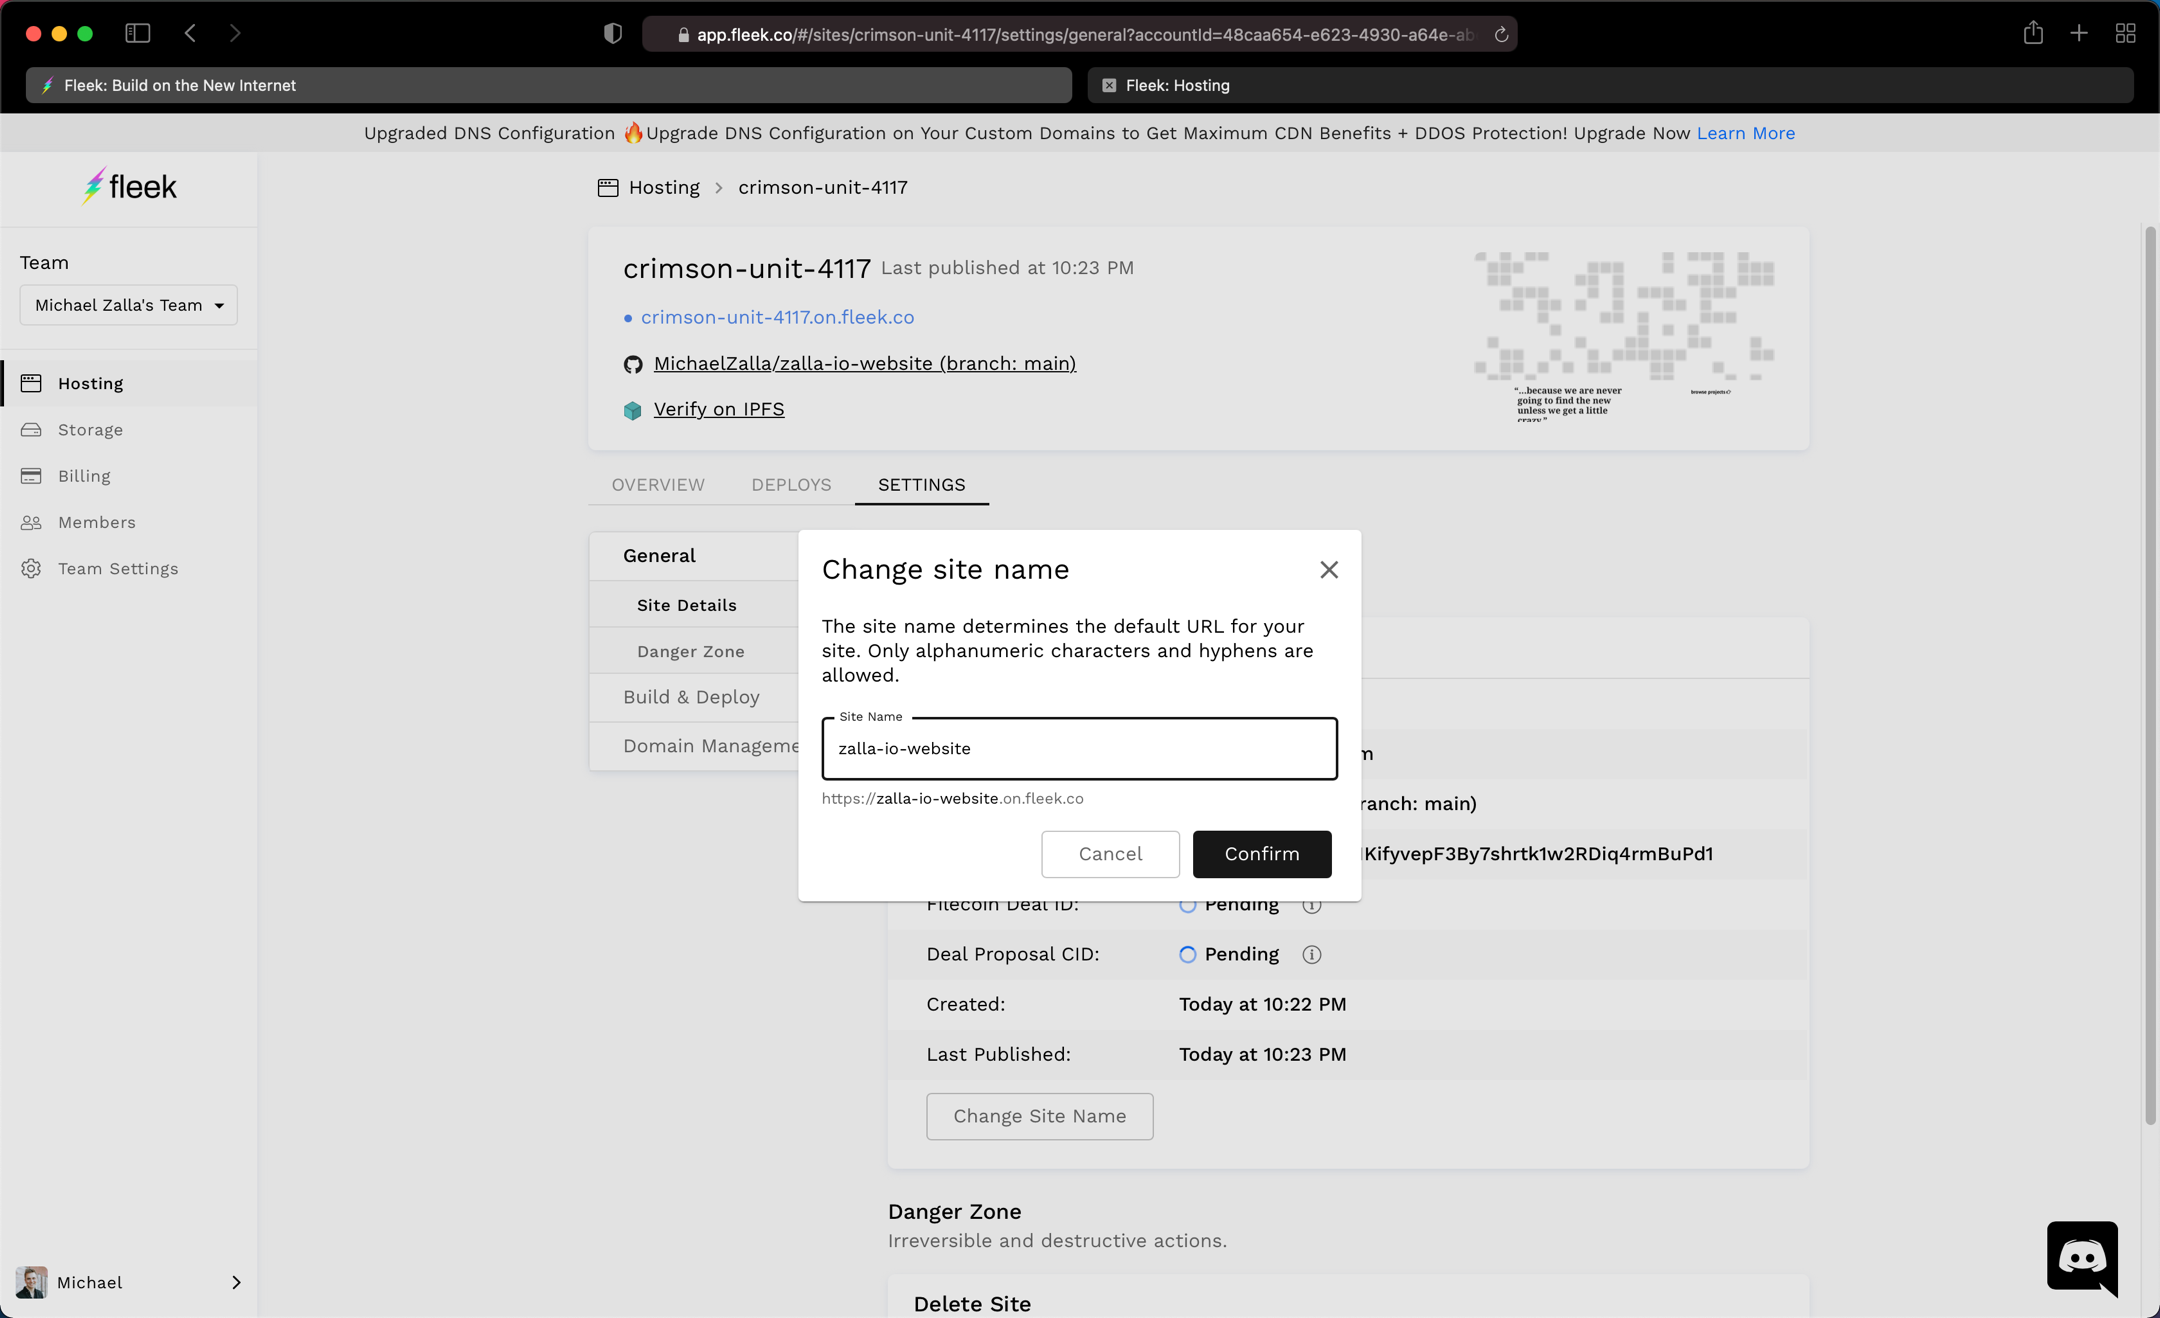 app.fleek.co/#/sites/crimson-unit-4117/settings/general?accountId=48caa654-e623-4930-a64e-ab
Fleek: Build on the New Internet
Fleek: Hosting
Upgraded DNS Configuration 🔥Upgrade DNS Configuration on Your Custom Domains to Get Maximum CDN Benefits + DDOS Protection! Upgrade Now Learn More
fleek
Team
Michael Zalla's Team
Hosting
Storage
Billing
Members
Team Settings
Michael
Hosting > crimson-unit-4117
crimson-unit-4117 Last published at 10:23 PM
crimson-unit-4117.on.fleek.co
MichaelZalla/zalla-io-website (branch: main)
Verify on IPFS
"...because we are never
going to find the new
unless we get a little
crazy."
browse projects
OVERVIEW
DEPLOYS
SETTINGS
General
Site Details
Danger Zone
Build & Deploy
Domain Manageme
Change site name
The site name determines the default URL for your
site. Only alphanumeric characters and hyphens are
allowed.
Site Name
zalla-io-website
https://zalla-io-website.on.fleek.co
Cancel
Confirm
ranch: main)
KifyvepF3By7shrtk1w2RDiq4rmBuPd1
Filecoin Deal ID: Pending
Deal Proposal CID: Pending
Created: Today at 10:22 PM
Last Published: Today at 10:23 PM
Change Site Name
Danger Zone
Irreversible and destructive actions.
Delete Site